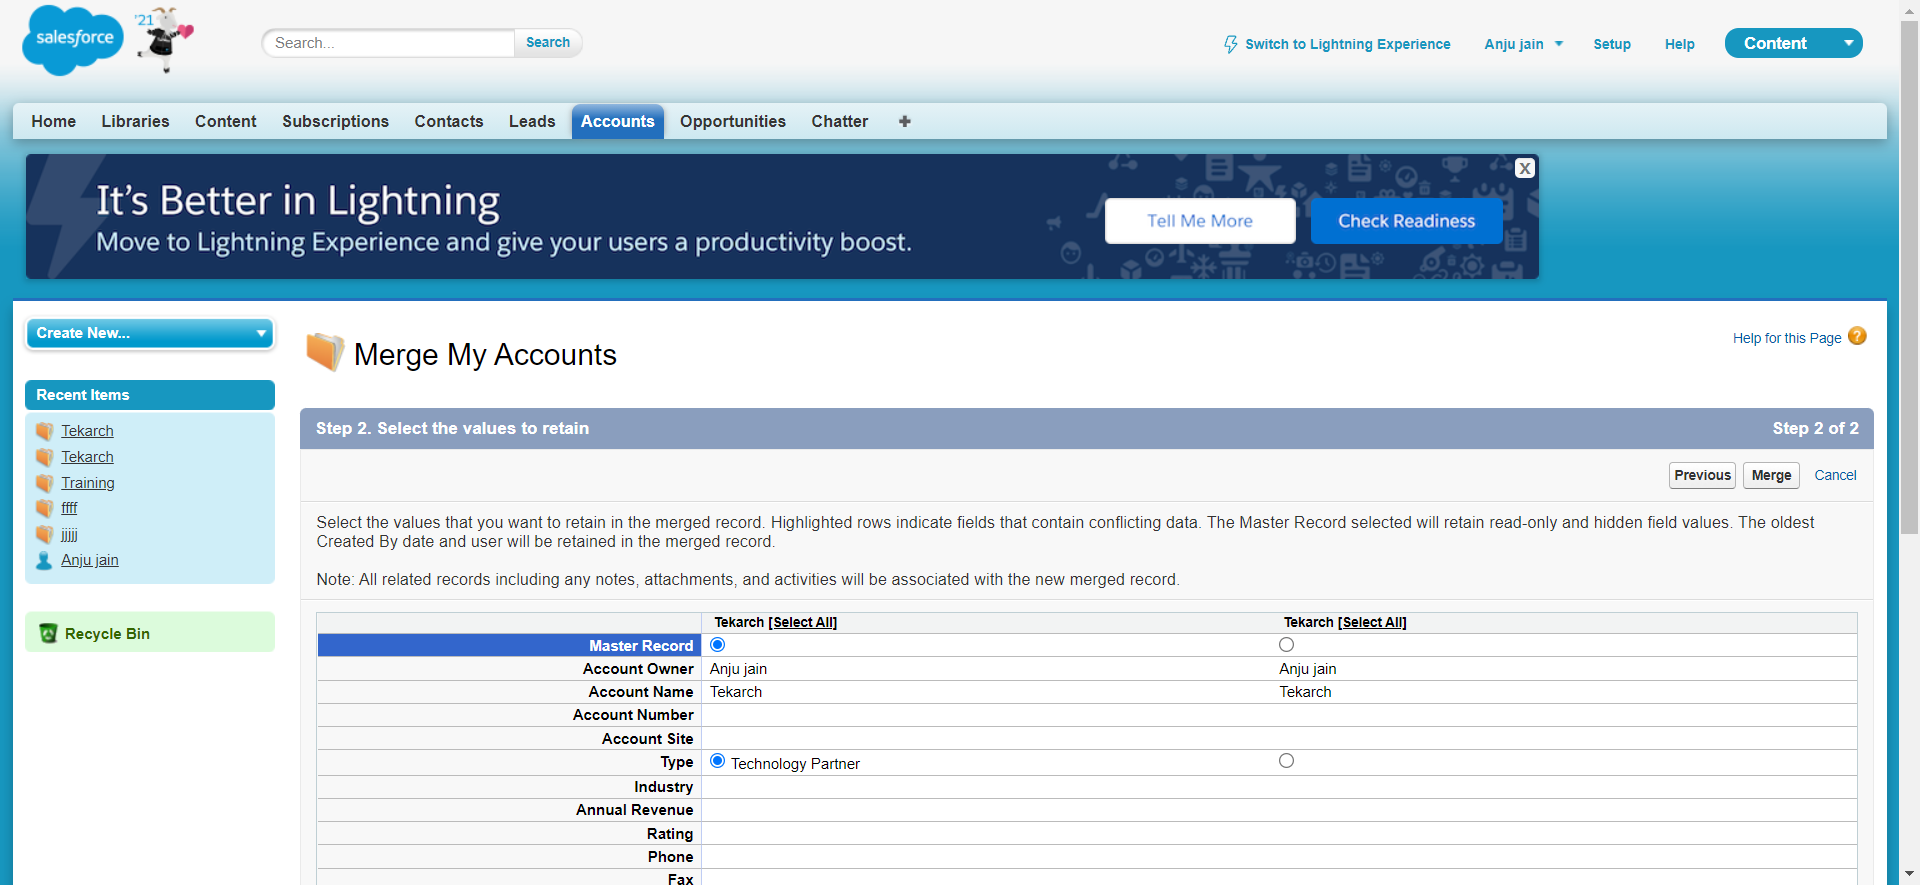 salesforce
'21
Search...
Search
Switch to Lightning Experience
Anju jain
Setup
Help
Content
Home
Libraries
Content
Subscriptions
Contacts
Leads
Accounts
Opportunities
Chatter
+
It's Better in Lightning
Move to Lightning Experience and give your users a productivity boost.
Tell Me More
Check Readiness
X
Create New...
Recent Items
Tekarch
Tekarch
Training
ffff
jjjjj
Anju jain
Recycle Bin
Merge My Accounts
Help for this Page ?
Step 2. Select the values to retain
Step 2 of 2
Previous
Merge
Cancel
Select the values that you want to retain in the merged record. Highlighted rows indicate fields that contain conflicting data. The Master Record selected will retain read-only and hidden field values. The oldest
Created By date and user will be retained in the merged record.
Note: All related records including any notes, attachments, and activities will be associated with the new merged record.
Tekarch [Select All] Tekarch [Select All]
Master Record
Account Owner Anju jain Anju jain
Account Name Tekarch Tekarch
Account Number
Account Site
Type Technology Partner
Industry
Annual Revenue
Rating
Phone
Fax